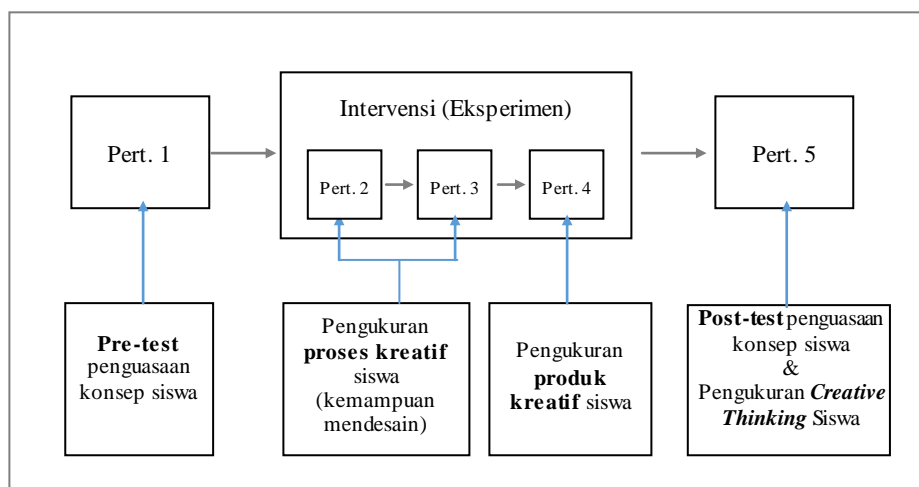 Intervensi (Eksperimen)
Pert. 1
Pert. 2
Pert. 3
Pert. 4
Pert. 5
Pre-test
penguasaan
konsep siswa
Pengukuran
proses kreatif
siswa
(kemampuan
mendesain)
Pengukuran
produk
kreatif siswa
Post-test penguasaan
konsep siswa
&
Pengukuran Creative
Thinking Siswa